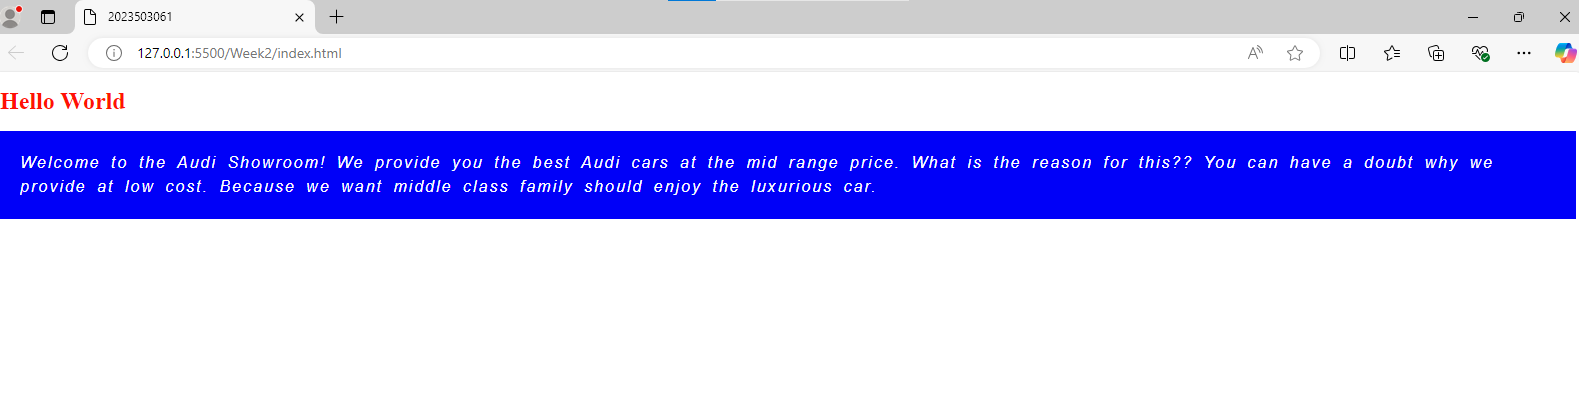 2023503061
127.0.0.1:5500/Week2/index.html
Hello World
Welcome to the Audi Showroom! We provide you the best Audi cars at the mid range price. What is the reason for this?? You can have a doubt why we
provide at low cost. Because we want middle class family should enjoy the luxurious car.